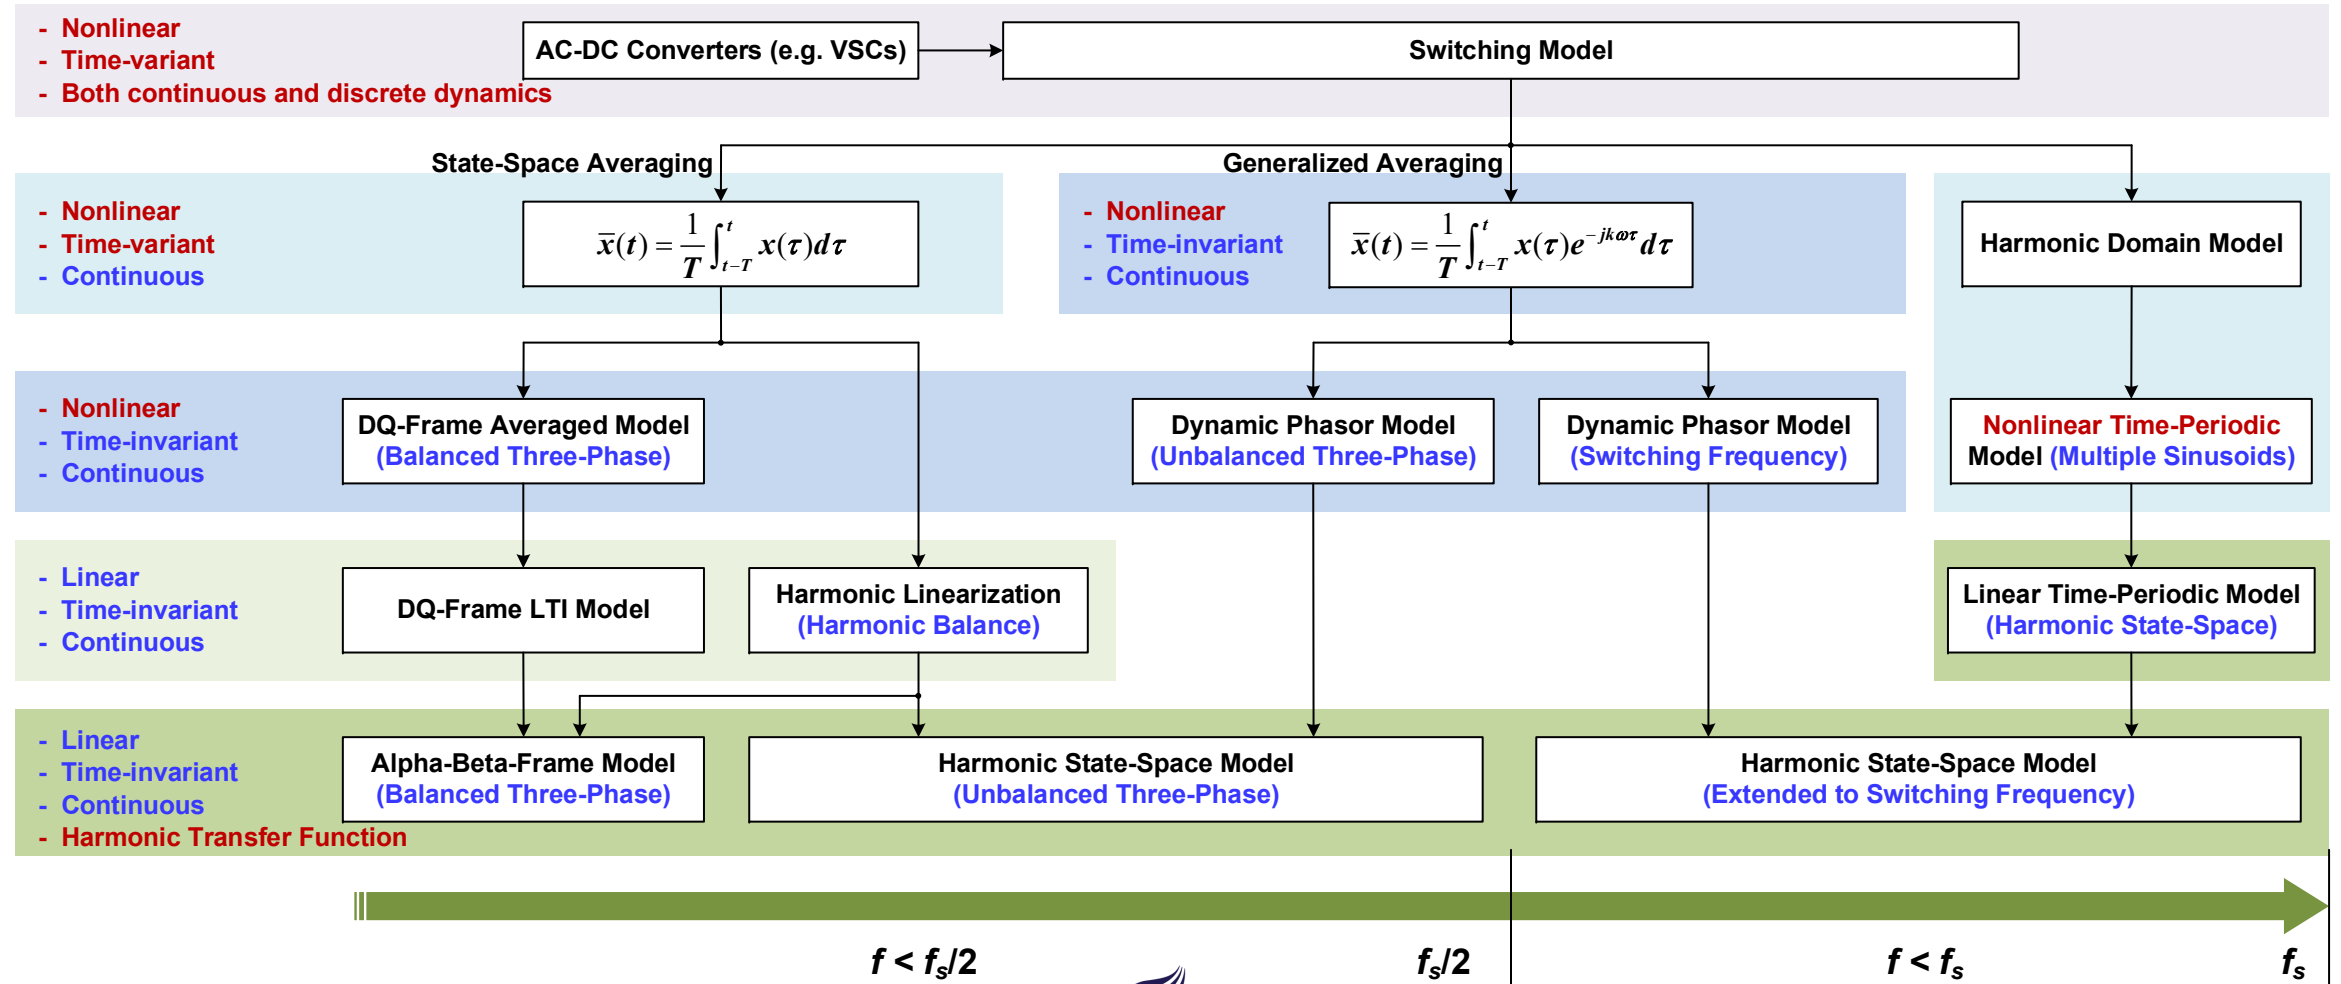 - Nonlinear
- Time-variant
- Both continuous and discrete dynamics
AC-DC Converters (e.g. VSCs)
Switching Model
State-Space Averaging
Generalized Averaging
- Nonlinear
- Time-variant
- Continuous
x̅(t) = 1/T ∫_{t−T}^{t} x(τ)dτ
- Nonlinear
- Time-invariant
- Continuous
x̅(t) = 1/T ∫_{t−T}^{t} x(τ)e^{−jkωτ}dτ
Harmonic Domain Model
- Nonlinear
- Time-invariant
- Continuous
DQ-Frame Averaged Model
(Balanced Three-Phase)
Dynamic Phasor Model
(Unbalanced Three-Phase)
Dynamic Phasor Model
(Switching Frequency)
Nonlinear Time-Periodic
Model (Multiple Sinusoids)
- Linear
- Time-invariant
- Continuous
DQ-Frame LTI Model
Harmonic Linearization
(Harmonic Balance)
Linear Time-Periodic Model
(Harmonic State-Space)
- Linear
- Time-invariant
- Continuous
- Harmonic Transfer Function
Alpha-Beta-Frame Model
(Balanced Three-Phase)
Harmonic State-Space Model
(Unbalanced Three-Phase)
Harmonic State-Space Model
(Extended to Switching Frequency)
f < fs/2
fs/2
f < fs
fs